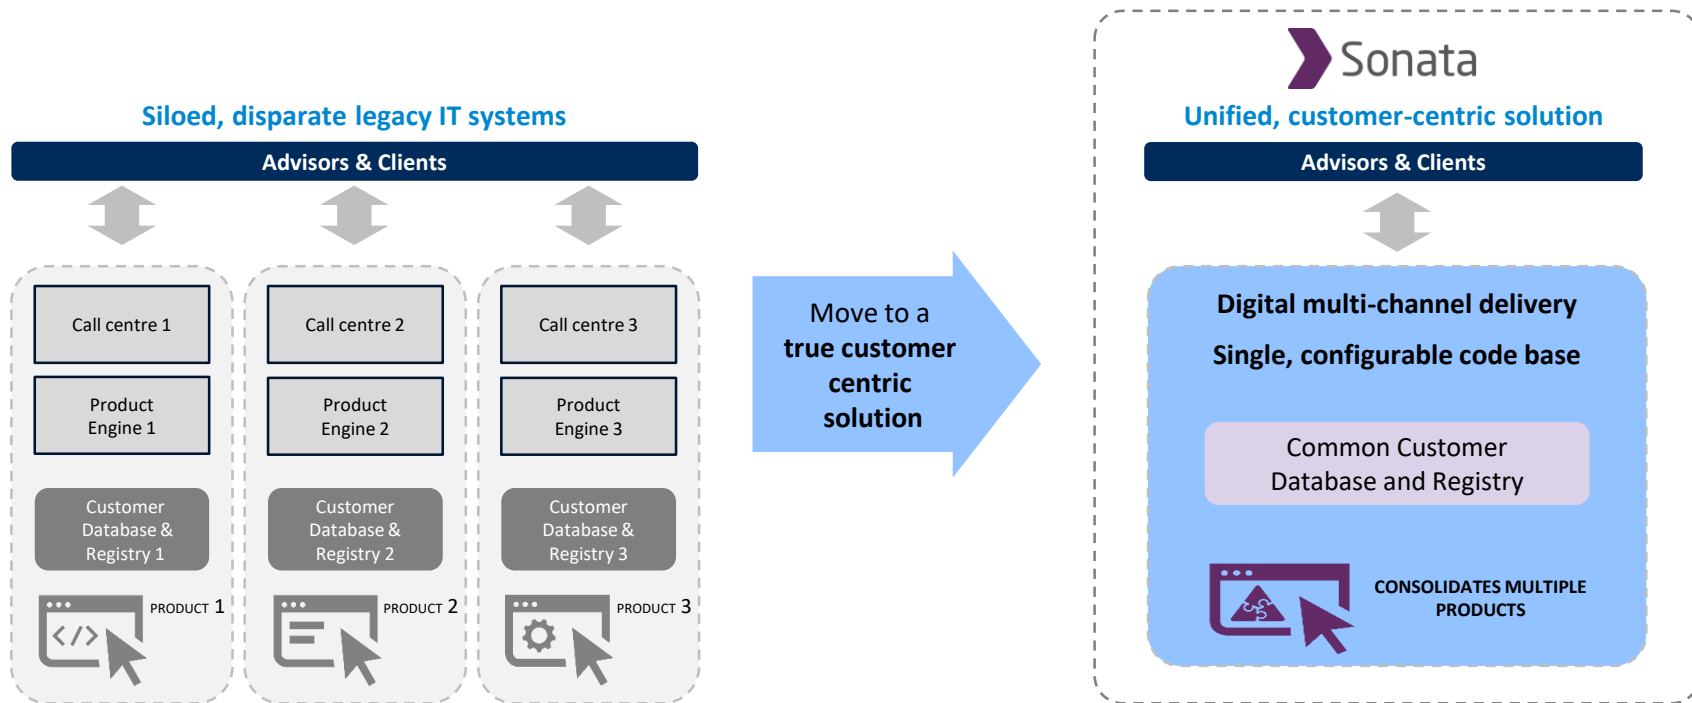 Sonata
Siloed, disparate legacy IT systems
Unified, customer-centric solution
Advisors & Clients
Advisors & Clients
Call centre 1
Call centre 2
Call centre 3
Product
Engine 1
Product
Engine 2
Product
Engine 3
Customer
Database &
Registry 1
Customer
Database &
Registry 2
Customer
Database &
Registry 3
PRODUCT 1
PRODUCT 2
PRODUCT 3
Move to a
true customer
centric
solution
Digital multi-channel delivery
Single, configurable code base
Common Customer
Database and Registry
CONSOLIDATES MULTIPLE
PRODUCTS